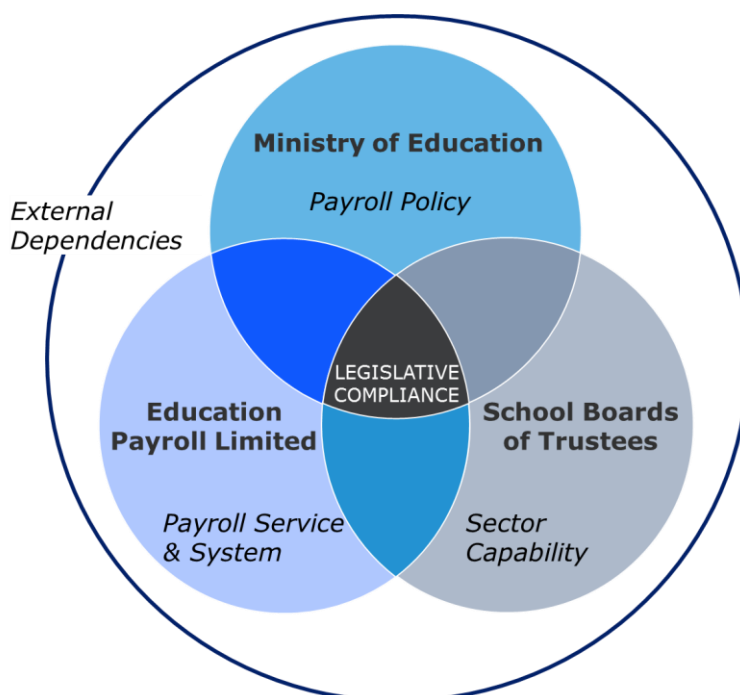 Ministry of Education
Payroll Policy
External
Dependencies
LEGISLATIVE
COMPLIANCE
Education
Payroll Limited
School Boards
of Trustees
Payroll Service
& System
Sector
Capability